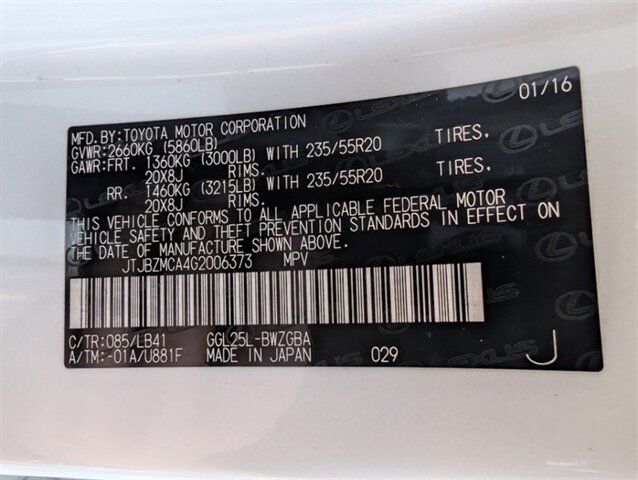 01/16
MFD.BY:TOYOTA MOTOR CORPORATION
GVWR:2660KG (5860LB)
GAWR:FRT. 1360KG (3000LB) WITH 235/55R20 TIRES.
20X8J RIMS.
RR. 1460KG (3215LB) WITH 235/55R20 TIRES.
20X8J RIMS.
THIS VEHICLE CONFORMS TO ALL APPLICABLE FEDERAL MOTOR
VEHICLE SAFETY AND THEFT PREVENTION STANDARDS IN EFFECT ON
THE DATE OF MANUFACTURE SHOWN ABOVE.
JTJBZMCA4G2006373 MPV
C/TR:085/LB41 GGL25L-BWZGBA
A/TM:-01A/U881F MADE IN JAPAN 029 J
LEXUS